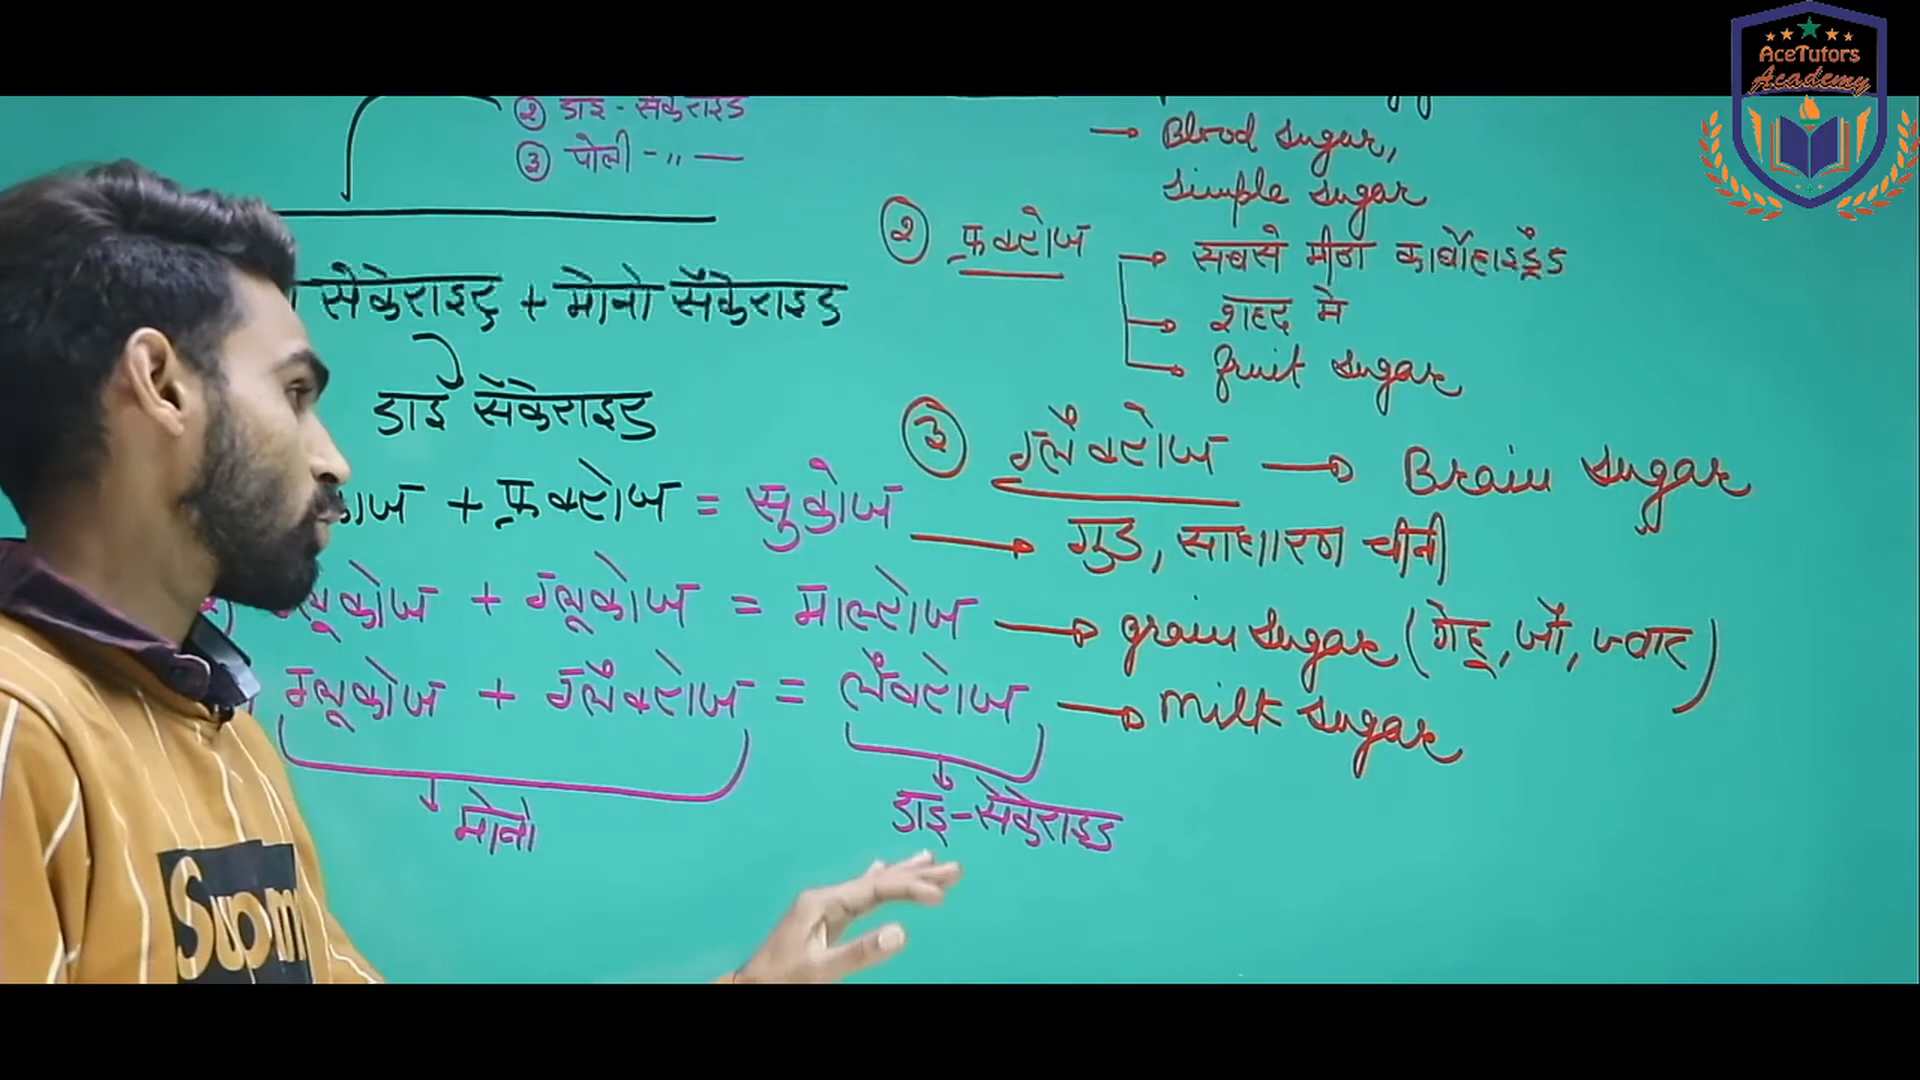 AceTutors
Academy
② डाइ - सैकेराइड
③ पोली - " —
→ Blood sugar,
simple sugar
② फ्रक्टोज → सबसे मीठा कार्बोहाइड्रेड
→ शहद मे
→ fruit sugar
सैकेराइड + मोनो सैकेराइड
डाई सैकेराइड
③ ग्लैक्टोज → Brain sugar
+ फ्रक्टोज = सुक्रोज → गुड, साधारण चीनी
ग्लूकोज + ग्लूकोज = माल्टोज → grain sugar (गेहू, जौ, ज्वार)
ग्लूकोज + ग्लैक्टोज = लैक्टोज → milk sugar
मोनो
डाइ-सैकेराइड
Suprm